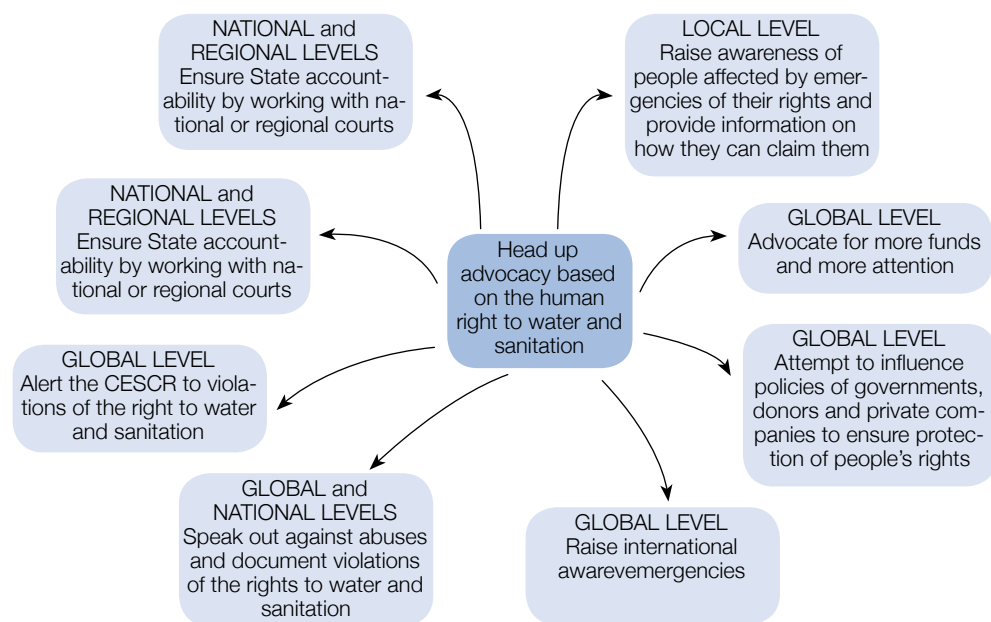 NATIONAL and
REGIONAL LEVELS
Ensure State account-
ability by working with na-
tional or regional courts
LOCAL LEVEL
Raise awareness of
people affected by emer-
gencies of their rights and
provide information on
how they can claim them
NATIONAL and
REGIONAL LEVELS
Ensure State account-
ability by working with na-
tional or regional courts
Head up
advocacy based
on the human
right to water and
sanitation
GLOBAL LEVEL
Advocate for more funds
and more attention
GLOBAL LEVEL
Alert the CESCR to viola-
tions of the right to water
and sanitation
GLOBAL LEVEL
Attempt to influence
policies of governments,
donors and private com-
panies to ensure protec-
tion of people's rights
GLOBAL and
NATIONAL LEVELS
Speak out against abuses
and document violations
of the rights to water and
sanitation
GLOBAL LEVEL
Raise international
awarevemergencies